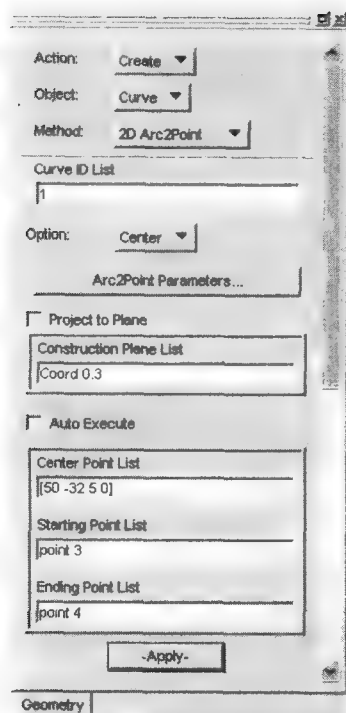 Action: Create
Object: Curve
Method: 2D Arc2Point
Curve ID List
1
Option: Center
Arc2Point Parameters...
Project to Plane
Construction Plane List
Coord 0.3
Auto Execute
Center Point List
[50 -32 5 0]
Starting Point List
point 3
Ending Point List
point 4
-Apply-
Geometry